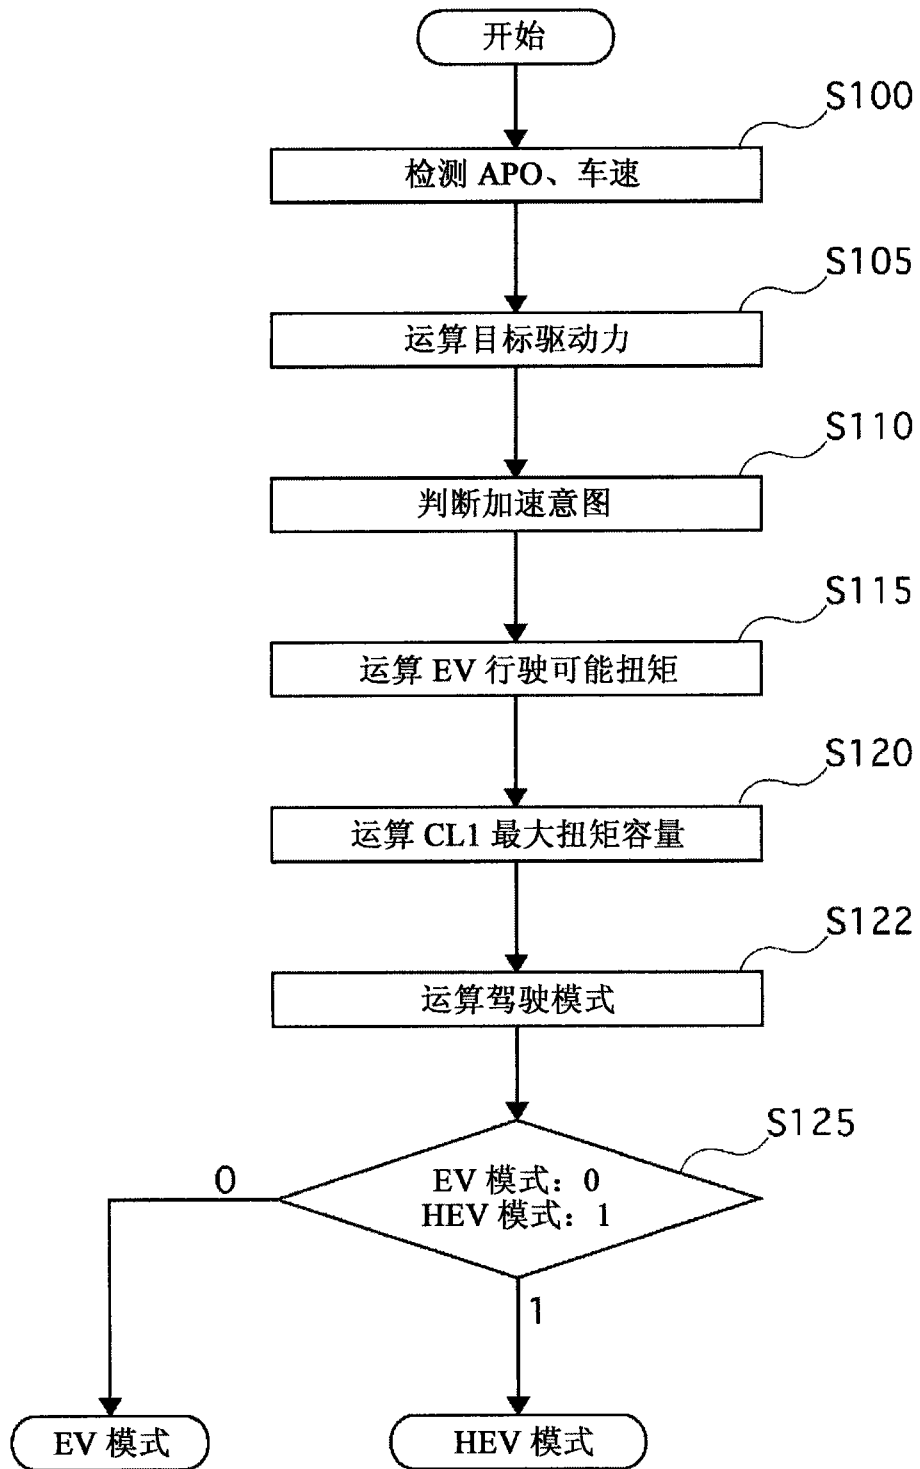 开始
S100
检测 APO、车速
S105
运算目标驱动力
S110
判断加速意图
S115
运算 EV 行驶可能扭矩
S120
运算 CL1 最大扭矩容量
S122
运算驾驶模式
S125
EV 模式：0
HEV 模式：1
0
1
EV 模式
HEV 模式